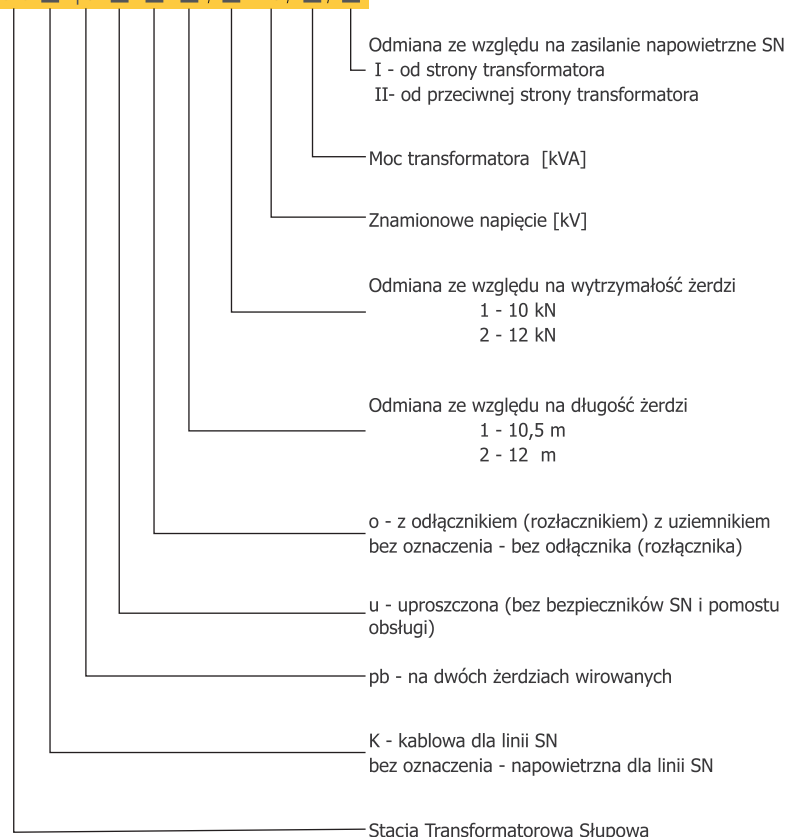 Odmiana ze względu na zasilanie napowietrzne SN
I - od strony transformatora
II- od przeciwnej strony transformatora
Moc transformatora [kVA]
Znamionowe napięcie [kV]
Odmiana ze względu na wytrzymałość żerdzi
1 - 10 kN
2 - 12 kN
Odmiana ze względu na długość żerdzi
1 - 10,5 m
2 - 12 m
o - z odłącznikiem (rozłacznikiem) z uziemnikiem
bez oznaczenia - bez odłącznika (rozłącznika)
u - uproszczona (bez bezpieczników SN i pomostu
obsługi)
pb - na dwóch żerdziach wirowanych
K - kablowa dla linii SN
bez oznaczenia - napowietrzna dla linii SN
Stacja Transformatorowa Słupowa